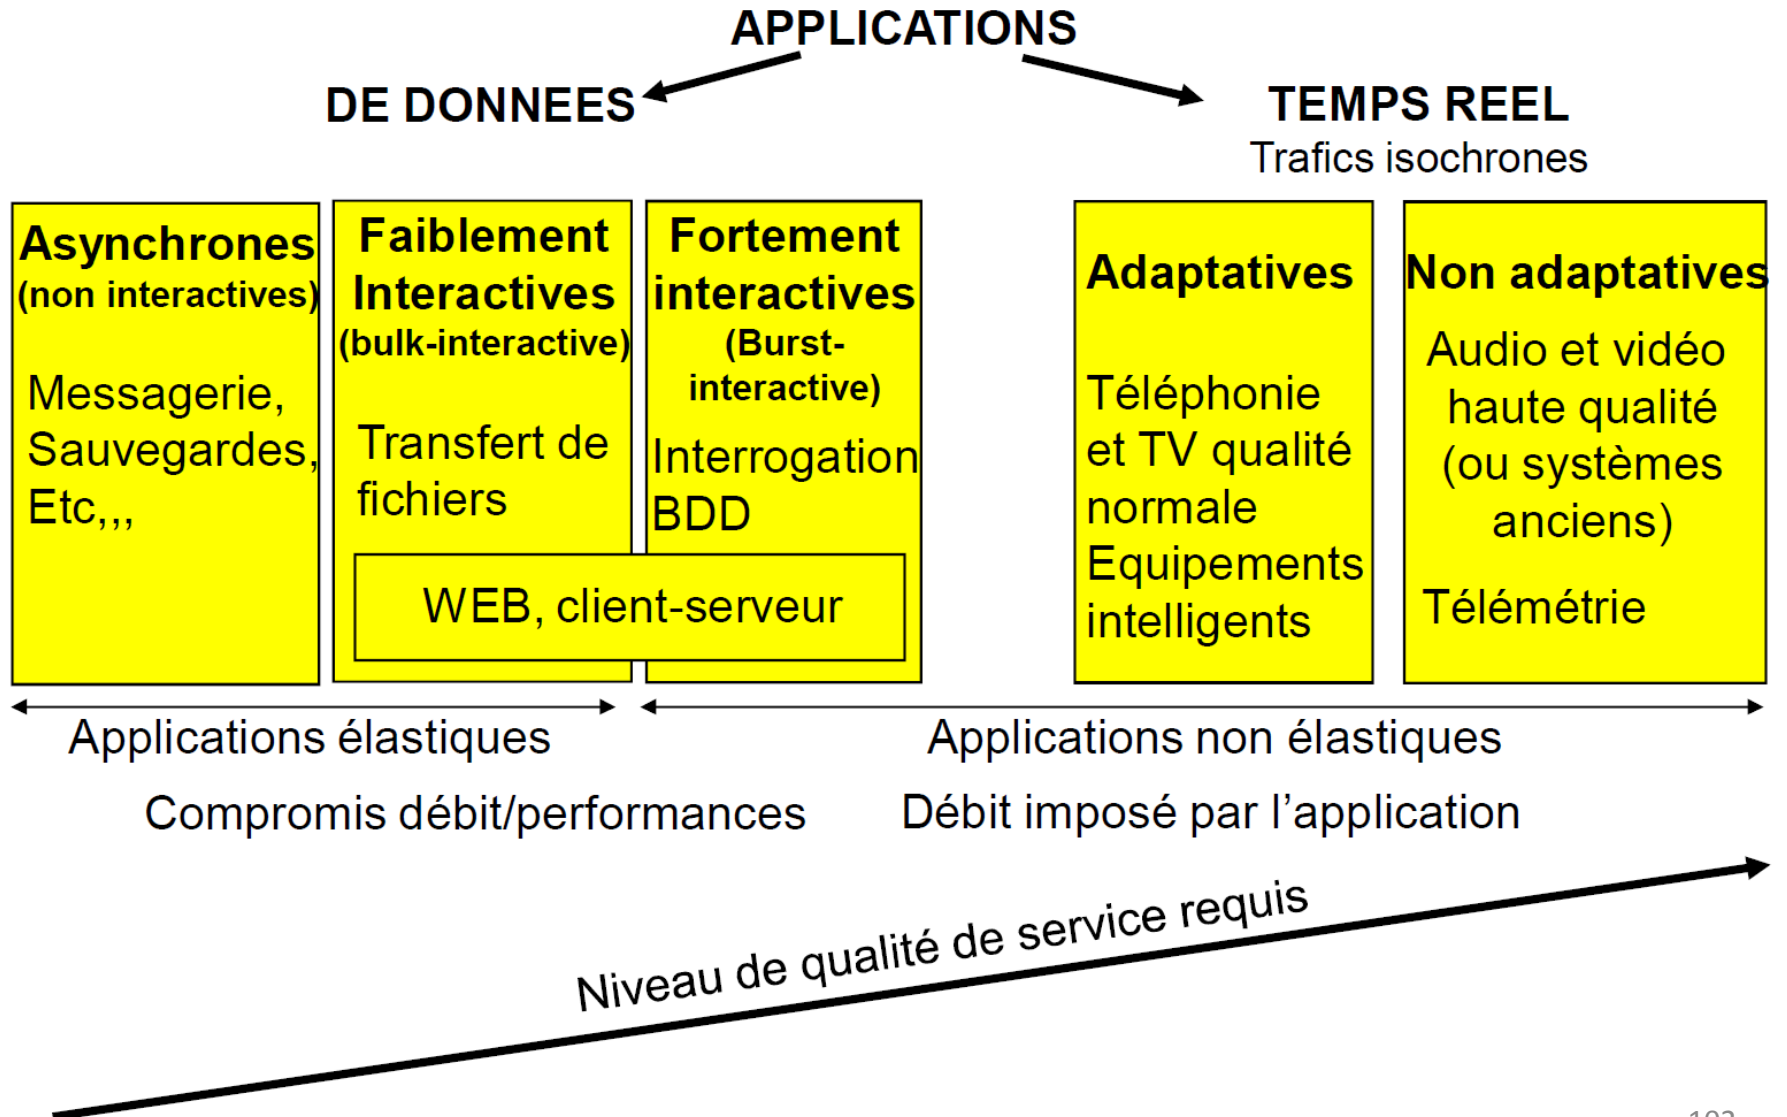 APPLICATIONS
DE DONNEES
TEMPS REEL
Trafics isochrones
Asynchrones
(non interactives)
Messagerie,
Sauvegardes,
Etc,,,
Faiblement
Interactives
(bulk-interactive)
Transfert de
fichiers
Fortement
interactives
(Burst-
interactive)
Interrogation
BDD
WEB, client-serveur
Adaptatives
Téléphonie
et TV qualité
normale
Equipements
intelligents
Non adaptatives
Audio et vidéo
haute qualité
(ou systèmes
anciens)
Télémétrie
Applications élastiques
Applications non élastiques
Compromis débit/performances
Débit imposé par l'application
Niveau de qualité de service requis